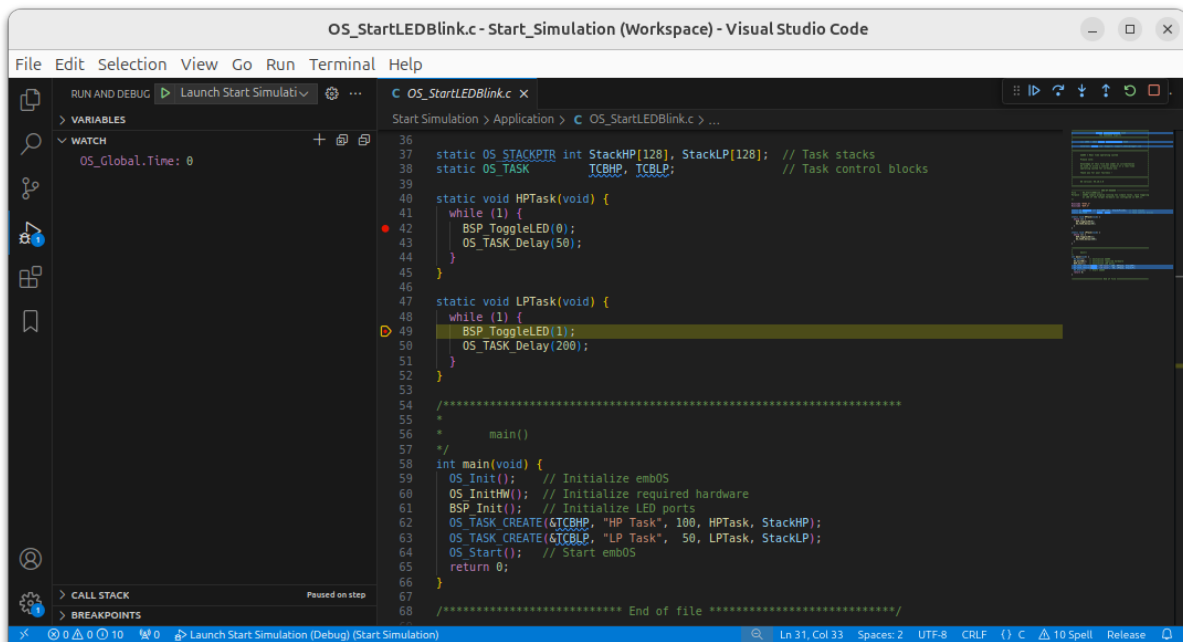 OS_StartLEDBlink.c - Start_Simulation (Workspace) - Visual Studio Code
File Edit Selection View Go Run Terminal Help
RUN AND DEBUG Launch Start Simulati
VARIABLES
WATCH
OS_Global.Time: 0
CALL STACK Paused on step
BREAKPOINTS
1
1
C OS_StartLEDBlink.c
Start Simulation > Application > C OS_StartLEDBlink.c > ...
36
37 static OS_STACKPTR int StackHP[128], StackLP[128]; // Task stacks
38 static OS_TASK TCBHP, TCBLP; // Task control blocks
39
40 static void HPTask(void) {
41 while (1) {
42 BSP_ToggleLED(0);
43 OS_TASK_Delay(50);
44 }
45 }
46
47 static void LPTask(void) {
48 while (1) {
49 BSP_ToggleLED(1);
50 OS_TASK_Delay(200);
51 }
52 }
53
54 /*********************************************************************
55 *
56 * main()
57 */
58 int main(void) {
59 OS_Init(); // Initialize embOS
60 OS_InitHW(); // Initialize required hardware
61 BSP_Init(); // Initialize LED ports
62 OS_TASK_CREATE(&TCBHP, "HP Task", 100, HPTask, StackHP);
63 OS_TASK_CREATE(&TCBLP, "LP Task", 50, LPTask, StackLP);
64 OS_Start(); // Start embOS
65 return 0;
66 }
67
68 /*************************** End of file ****************************/
0 0 10 0 Launch Start Simulation (Debug) (Start Simulation) Ln 31, Col 33 Spaces: 2 UTF-8 CRLF {} C 10 Spell Release